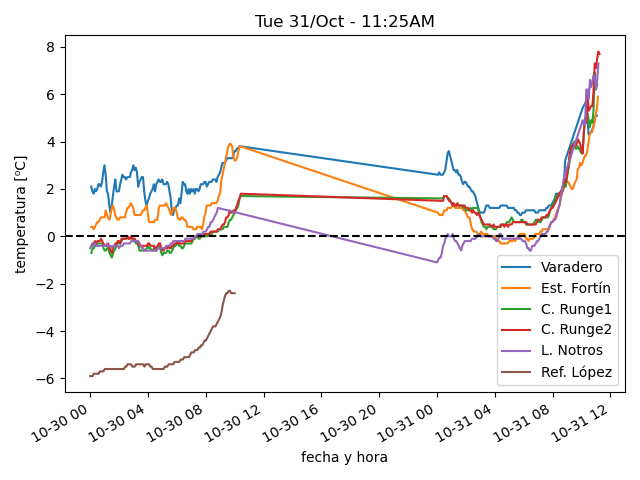 Tue 31/Oct - 11:25AM
8
6
4
2
0
−2
−4
−6
temperatura [ºC]
Varadero
Est. Fortín
C. Runge1
C. Runge2
L. Notros
Ref. López
10-30 00
10-30 04
10-30 08
10-30 12
10-30 16
10-30 20
10-31 00
10-31 04
10-31 08
10-31 12
fecha y hora